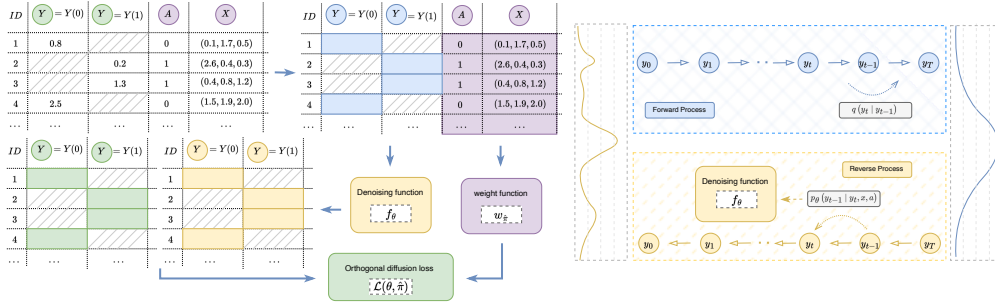 ID Y = Y(0) Y = Y(1) A X
1 0.8 0 (0.1, 1.7, 0.5)
2 0.2 1 (2.6, 0.4, 0.3)
3 1.3 1 (0.4, 0.8, 1.2)
4 2.5 0 (1.5, 1.9, 2.0)
... ... ... ... ...
ID Y = Y(0) Y = Y(1) A X
1 0 (0.1, 1.7, 0.5)
2 1 (2.6, 0.4, 0.3)
3 1 (0.4, 0.8, 1.2)
4 0 (1.5, 1.9, 2.0)
... ... ... ... ...
ID Y = Y(0) Y = Y(1)
1
2
3
4
... ... ...
ID Y = Y(0) Y = Y(1)
1
2
3
4
... ... ...
Denoising function
f_θ
weight function
w_π̂
Orthogonal diffusion loss
ℒ(θ, π̂)
y_0 y_1 ... y_t y_{t−1} y_T
Forward Process
q(y_t | y_{t−1})
Reverse Process
Denoising function
f_θ
p_θ(y_{t−1} | y_t, x, a)
y_0 y_1 ... y_t y_{t−1} y_T